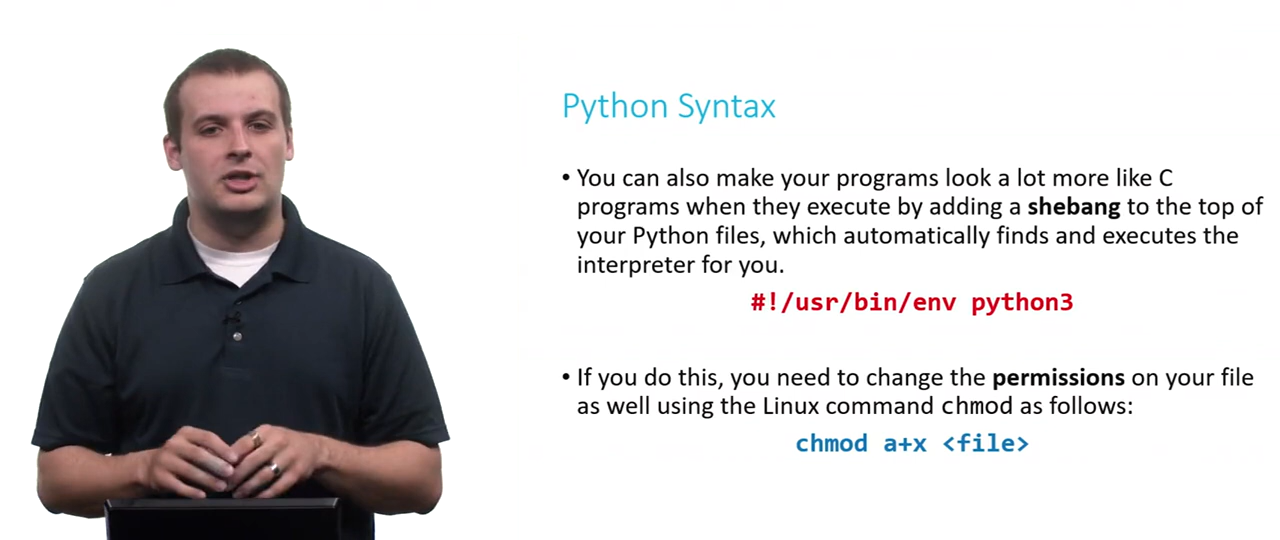 Python Syntax
• You can also make your programs look a lot more like C
programs when they execute by adding a shebang to the top of
your Python files, which automatically finds and executes the
interpreter for you.
#!/usr/bin/env python3
• If you do this, you need to change the permissions on your file
as well using the Linux command chmod as follows:
chmod a+x <file>